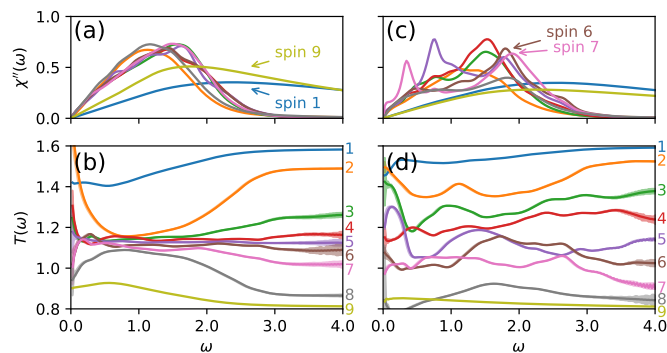 (a)
(c)
spin 6
spin 7
spin 9
spin 1
χ″(ω)
1.0
0.5
0.0
(b)
(d)
T(ω)
1.6
1.4
1.2
1.0
0.8
1
2
3
4
5
6
7
8
9
1
2
3
4
5
6
7
8
9
0.0 1.0 2.0 3.0 4.0
0.0 1.0 2.0 3.0 4.0
ω
ω